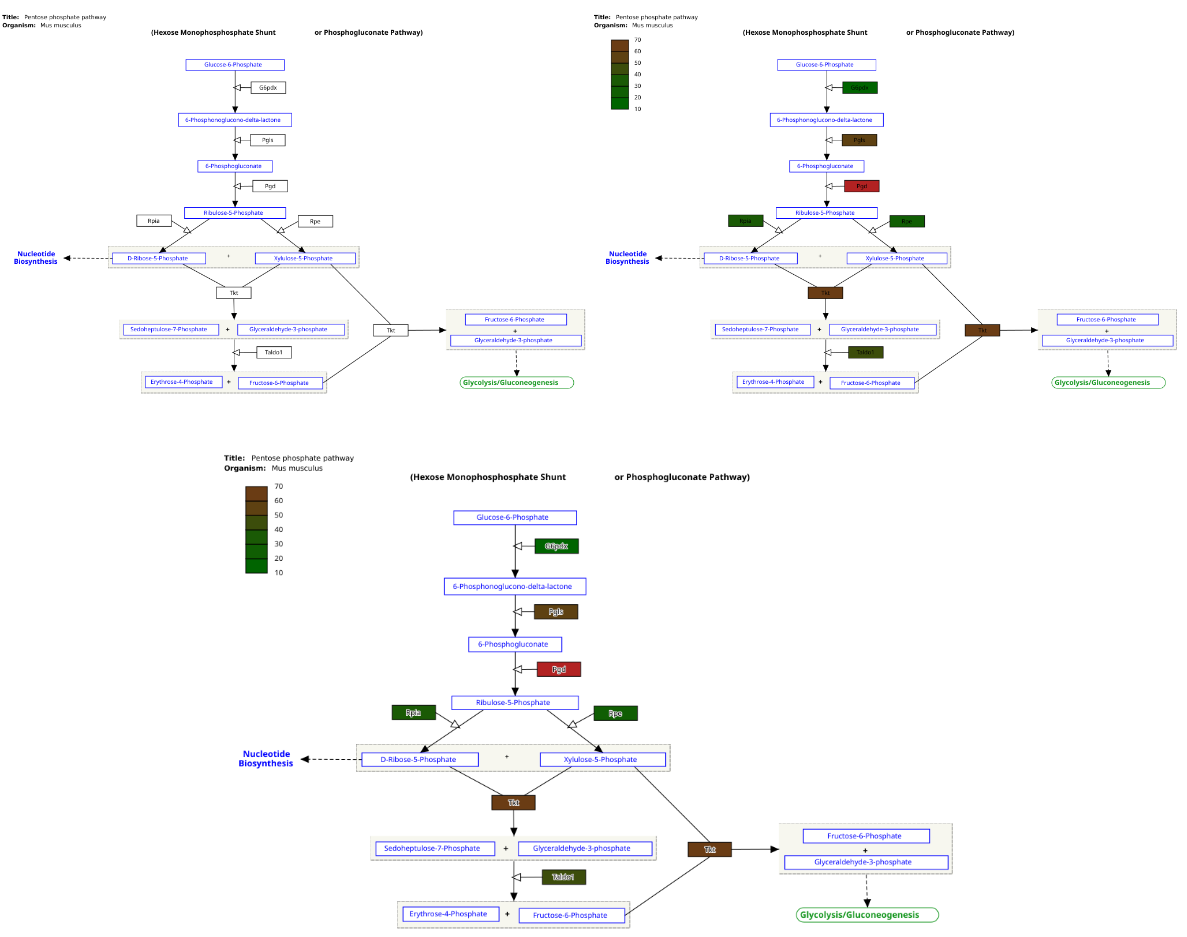 Title: Pentose phosphate pathway
Organism: Mus musculus
(Hexose Monophosphosphate Shunt or Phosphogluconate Pathway)
Glucose-6-Phosphate
G6pdx
6-Phosphonoglucono-delta-lactone
Pgls
6-Phosphogluconate
Pgd
Ribulose-5-Phosphate
Rpia
Rpe
Nucleotide
Biosynthesis
D-Ribose-5-Phosphate + Xylulose-5-Phosphate
Tkt
Sedoheptulose-7-Phosphate + Glyceraldehyde-3-phosphate
Tkt
Fructose-6-Phosphate
+
Glyceraldehyde-3-phosphate
Taldo1
Erythrose-4-Phosphate + Fructose-6-Phosphate
Glycolysis/Gluconeogenesis
Title: Pentose phosphate pathway
Organism: Mus musculus
(Hexose Monophosphosphate Shunt or Phosphogluconate Pathway)
70
60
50
40
30
20
10
Glucose-6-Phosphate
G6pdx
6-Phosphonoglucono-delta-lactone
Pgls
6-Phosphogluconate
Pgd
Ribulose-5-Phosphate
Rpia
Rpe
Nucleotide
Biosynthesis
D-Ribose-5-Phosphate + Xylulose-5-Phosphate
Tkt
Sedoheptulose-7-Phosphate + Glyceraldehyde-3-phosphate
Tkt
Fructose-6-Phosphate
+
Glyceraldehyde-3-phosphate
Taldo1
Erythrose-4-Phosphate + Fructose-6-Phosphate
Glycolysis/Gluconeogenesis
Title: Pentose phosphate pathway
Organism: Mus musculus
(Hexose Monophosphosphate Shunt or Phosphogluconate Pathway)
70
60
50
40
30
20
10
Glucose-6-Phosphate
G6pdx
6-Phosphonoglucono-delta-lactone
Pgls
6-Phosphogluconate
Pgd
Ribulose-5-Phosphate
Rpia
Rpe
Nucleotide
Biosynthesis
D-Ribose-5-Phosphate + Xylulose-5-Phosphate
Tkt
Sedoheptulose-7-Phosphate + Glyceraldehyde-3-phosphate
Tkt
Fructose-6-Phosphate
+
Glyceraldehyde-3-phosphate
Taldo1
Erythrose-4-Phosphate + Fructose-6-Phosphate
Glycolysis/Gluconeogenesis